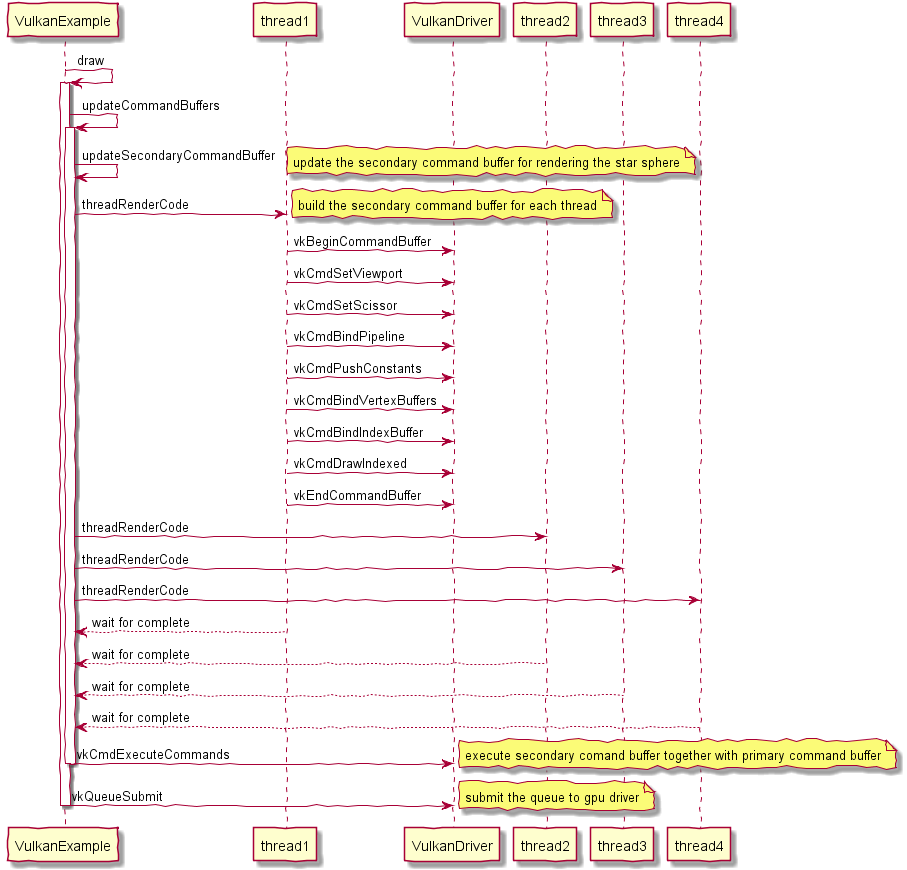 VulkanExample thread1 VulkanDriver thread2 thread3 thread4
draw
updateCommandBuffers
updateSecondaryCommandBuffer update the secondary command buffer for rendering the star sphere
threadRenderCode build the secondary command buffer for each thread
vkBeginCommandBuffer
vkCmdSetViewport
vkCmdSetScissor
vkCmdBindPipeline
vkCmdPushConstants
vkCmdBindVertexBuffers
vkCmdBindIndexBuffer
vkCmdDrawIndexed
vkEndCommandBuffer
threadRenderCode
threadRenderCode
threadRenderCode
wait for complete
wait for complete
wait for complete
wait for complete
vkCmdExecuteCommands execute secondary comand buffer together with primary command buffer
vkQueueSubmit submit the queue to gpu driver
VulkanExample thread1 VulkanDriver thread2 thread3 thread4